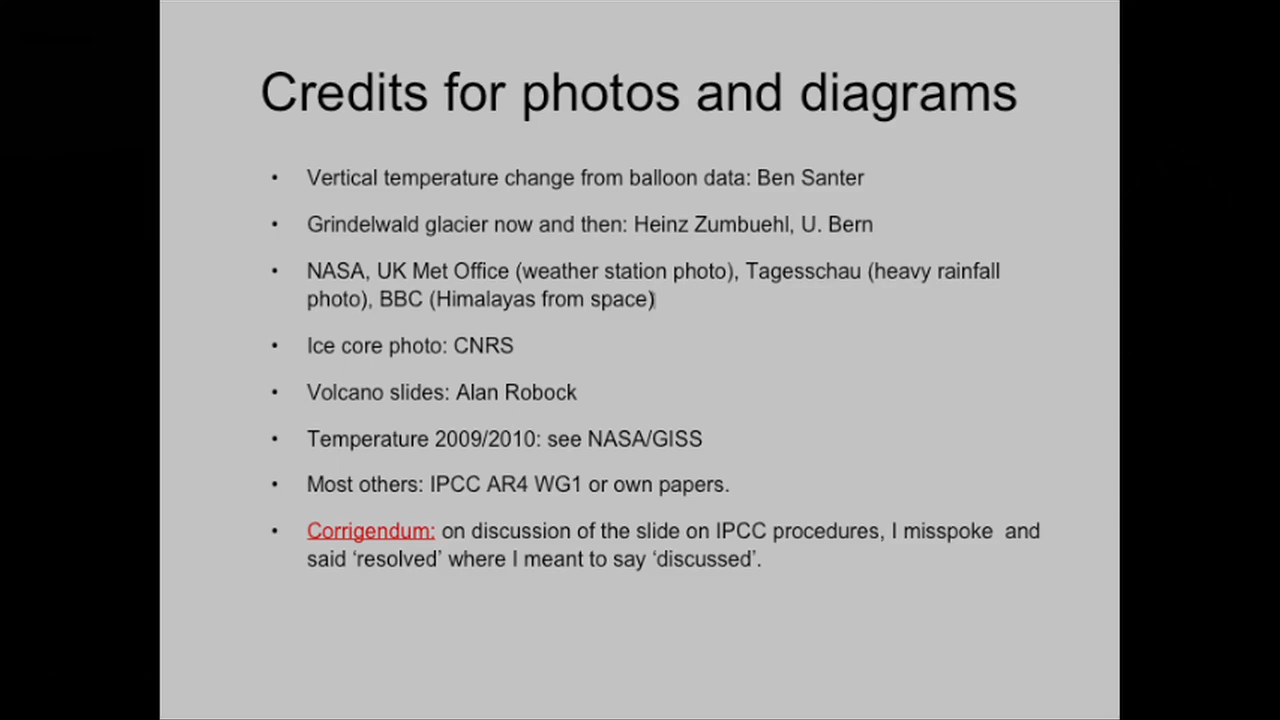 Credits for photos and diagrams
• Vertical temperature change from balloon data: Ben Santer
• Grindelwald glacier now and then: Heinz Zumbuehl, U. Bern
• NASA, UK Met Office (weather station photo), Tagesschau (heavy rainfall
photo), BBC (Himalayas from space)
• Ice core photo: CNRS
• Volcano slides: Alan Robock
• Temperature 2009/2010: see NASA/GISS
• Most others: IPCC AR4 WG1 or own papers.
• Corrigendum: on discussion of the slide on IPCC procedures, I misspoke  and
said ‘resolved’ where I meant to say ‘discussed’.